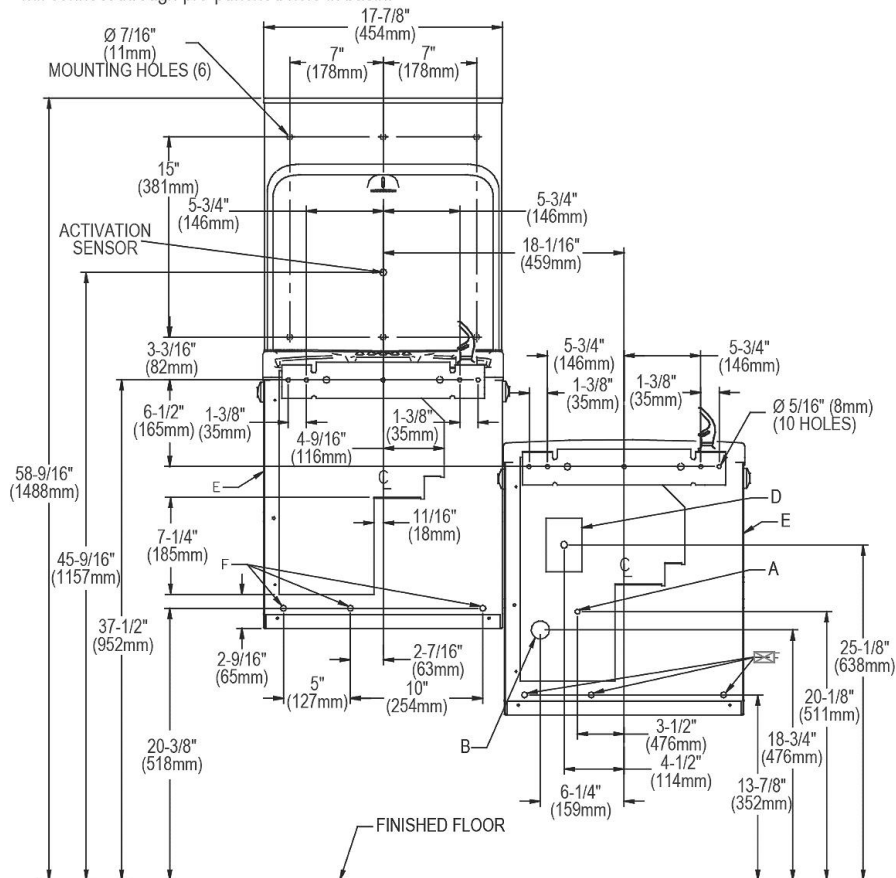 17-7/8"
(454mm)
Ø 7/16"
(11mm)
MOUNTING HOLES (6)
7"
(178mm)
7"
(178mm)
15"
(381mm)
5-3/4"
(146mm)
5-3/4"
(146mm)
ACTIVATION
SENSOR
18-1/16"
(459mm)
3-3/16"
(82mm)
5-3/4"
(146mm)
5-3/4"
(146mm)
1-3/8"
(35mm)
1-3/8"
(35mm)
6-1/2"
(165mm)
1-3/8"
(35mm)
1-3/8"
(35mm)
4-9/16"
(116mm)
Ø 5/16" (8mm)
(10 HOLES)
58-9/16"
(1488mm)
E
CL
D
E
11/16"
(18mm)
7-1/4"
(185mm)
45-9/16"
(1157mm)
F
CL
A
37-1/2"
(952mm)
2-9/16"
(65mm)
2-7/16"
(63mm)
25-1/8"
(638mm)
5"
(127mm)
10"
(254mm)
20-1/8"
(511mm)
20-3/8"
(518mm)
B
3-1/2"
(476mm)
18-3/4"
(476mm)
4-1/2"
(114mm)
13-7/8"
(352mm)
6-1/4"
(159mm)
FINISHED FLOOR